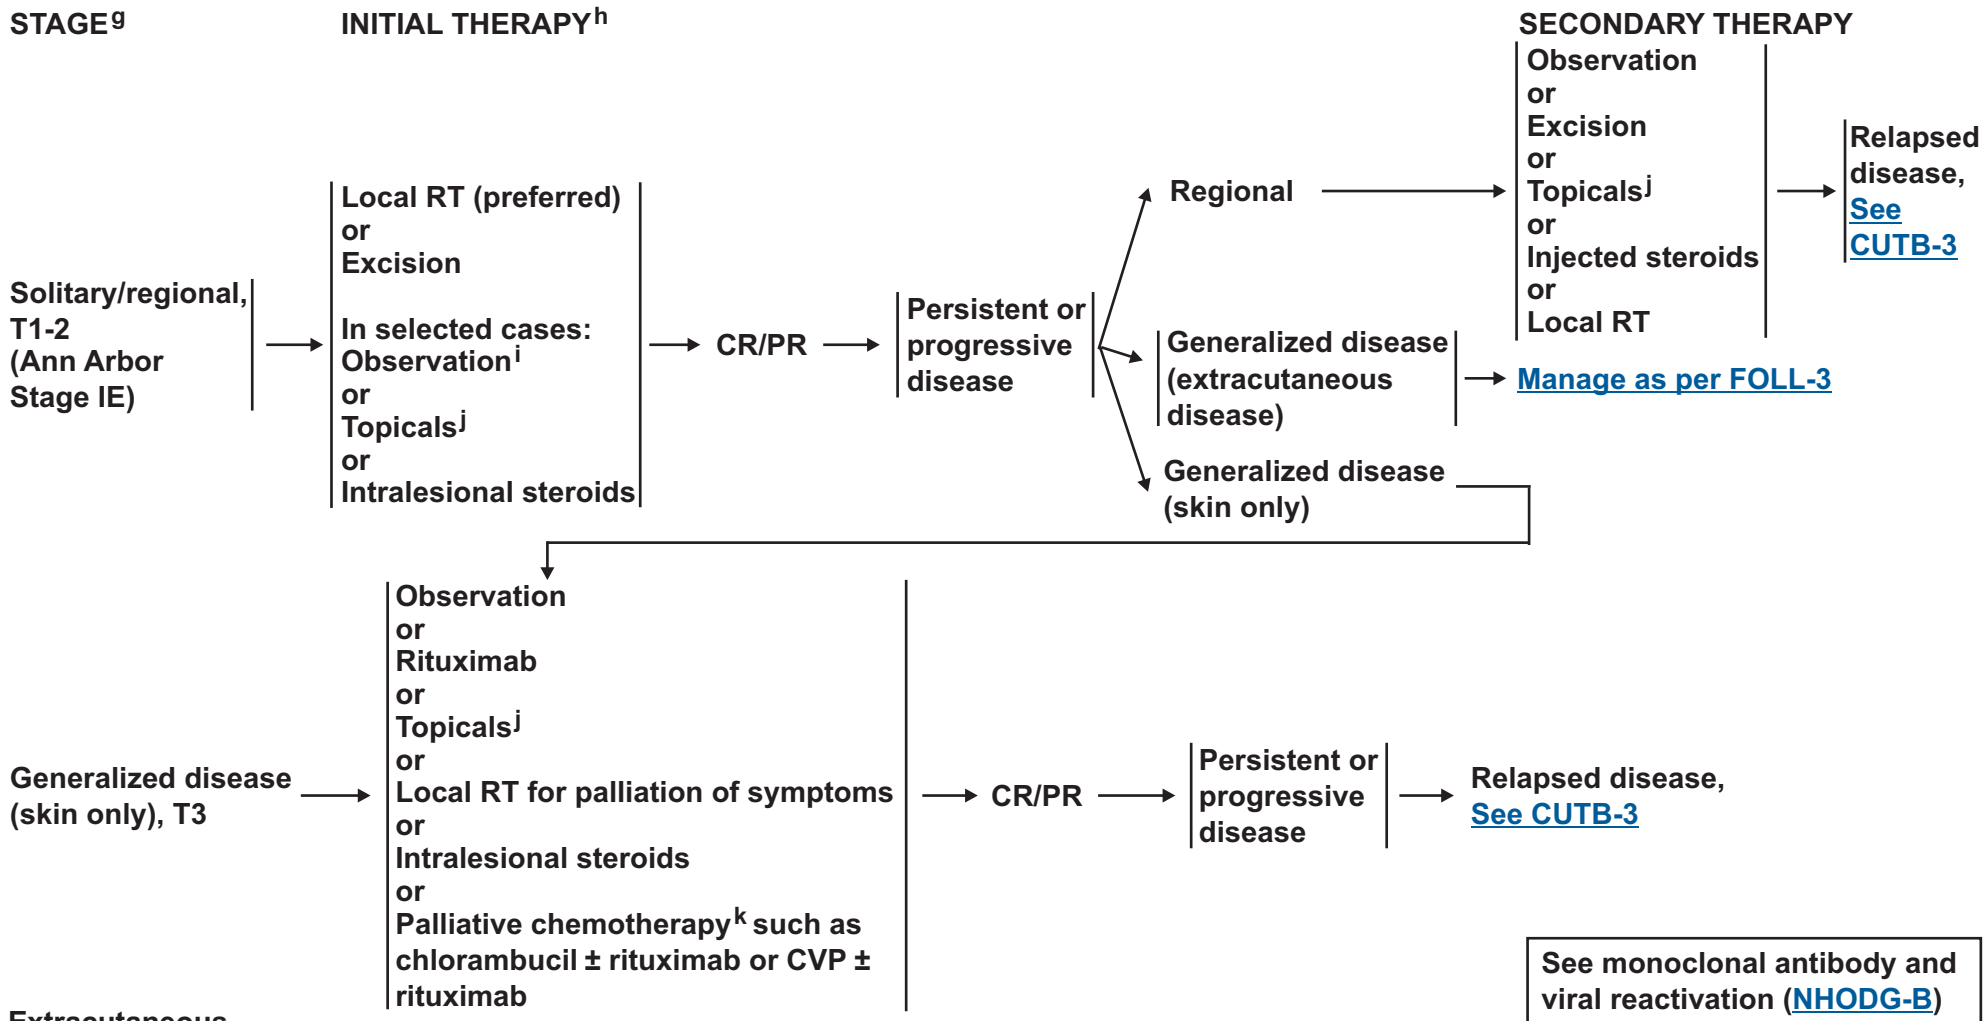 STAGEg
INITIAL THERAPYh
SECONDARY THERAPY
Solitary/regional,
T1-2
(Ann Arbor
Stage IE)
Local RT (preferred)
or
Excision
In selected cases:
Observationi
or
Topicalsj
or
Intralesional steroids
CR/PR
Persistent or
progressive
disease
Regional
Observation
or
Excision
or
Topicalsj
or
Injected steroids
or
Local RT
Relapsed
disease,
See
CUTB-3
Generalized disease
(extracutaneous
disease)
Manage as per FOLL-3
Generalized disease
(skin only)
Generalized disease
(skin only), T3
Observation
or
Rituximab
or
Topicalsj
or
Local RT for palliation of symptoms
or
Intralesional steroids
or
Palliative chemotherapyk such as
chlorambucil ± rituximab or CVP ±
rituximab
CR/PR
Persistent or
progressive
disease
Relapsed disease,
See CUTB-3
See monoclonal antibody and
viral reactivation (NHODG-B)
Extracutaneous